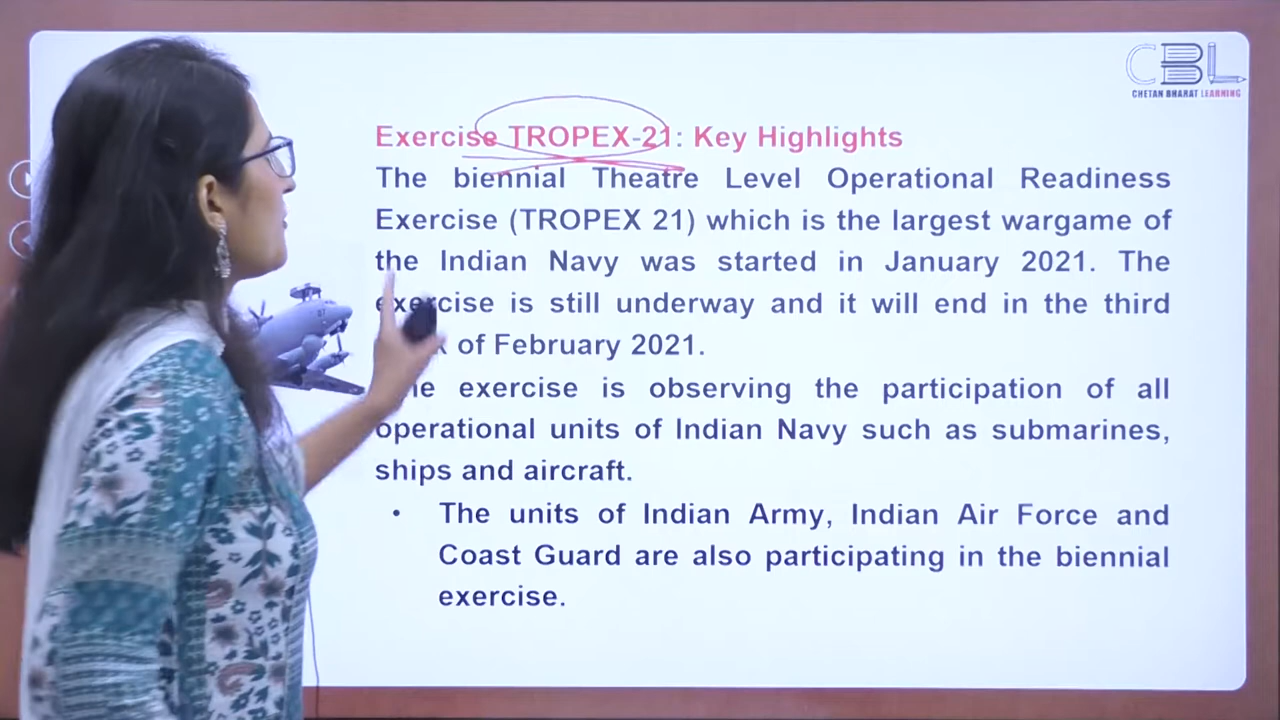 CBL
CHETAN BHARAT LEARNING
Exercise TROPEX-21: Key Highlights
The biennial Theatre Level Operational Readiness
Exercise (TROPEX 21) which is the largest wargame of
the Indian Navy was started in January 2021. The
exercise is still underway and it will end in the third
of February 2021.
exercise is observing the participation of all
operational units of Indian Navy such as submarines,
ships and aircraft.
• The units of Indian Army, Indian Air Force and
Coast Guard are also participating in the biennial
exercise.